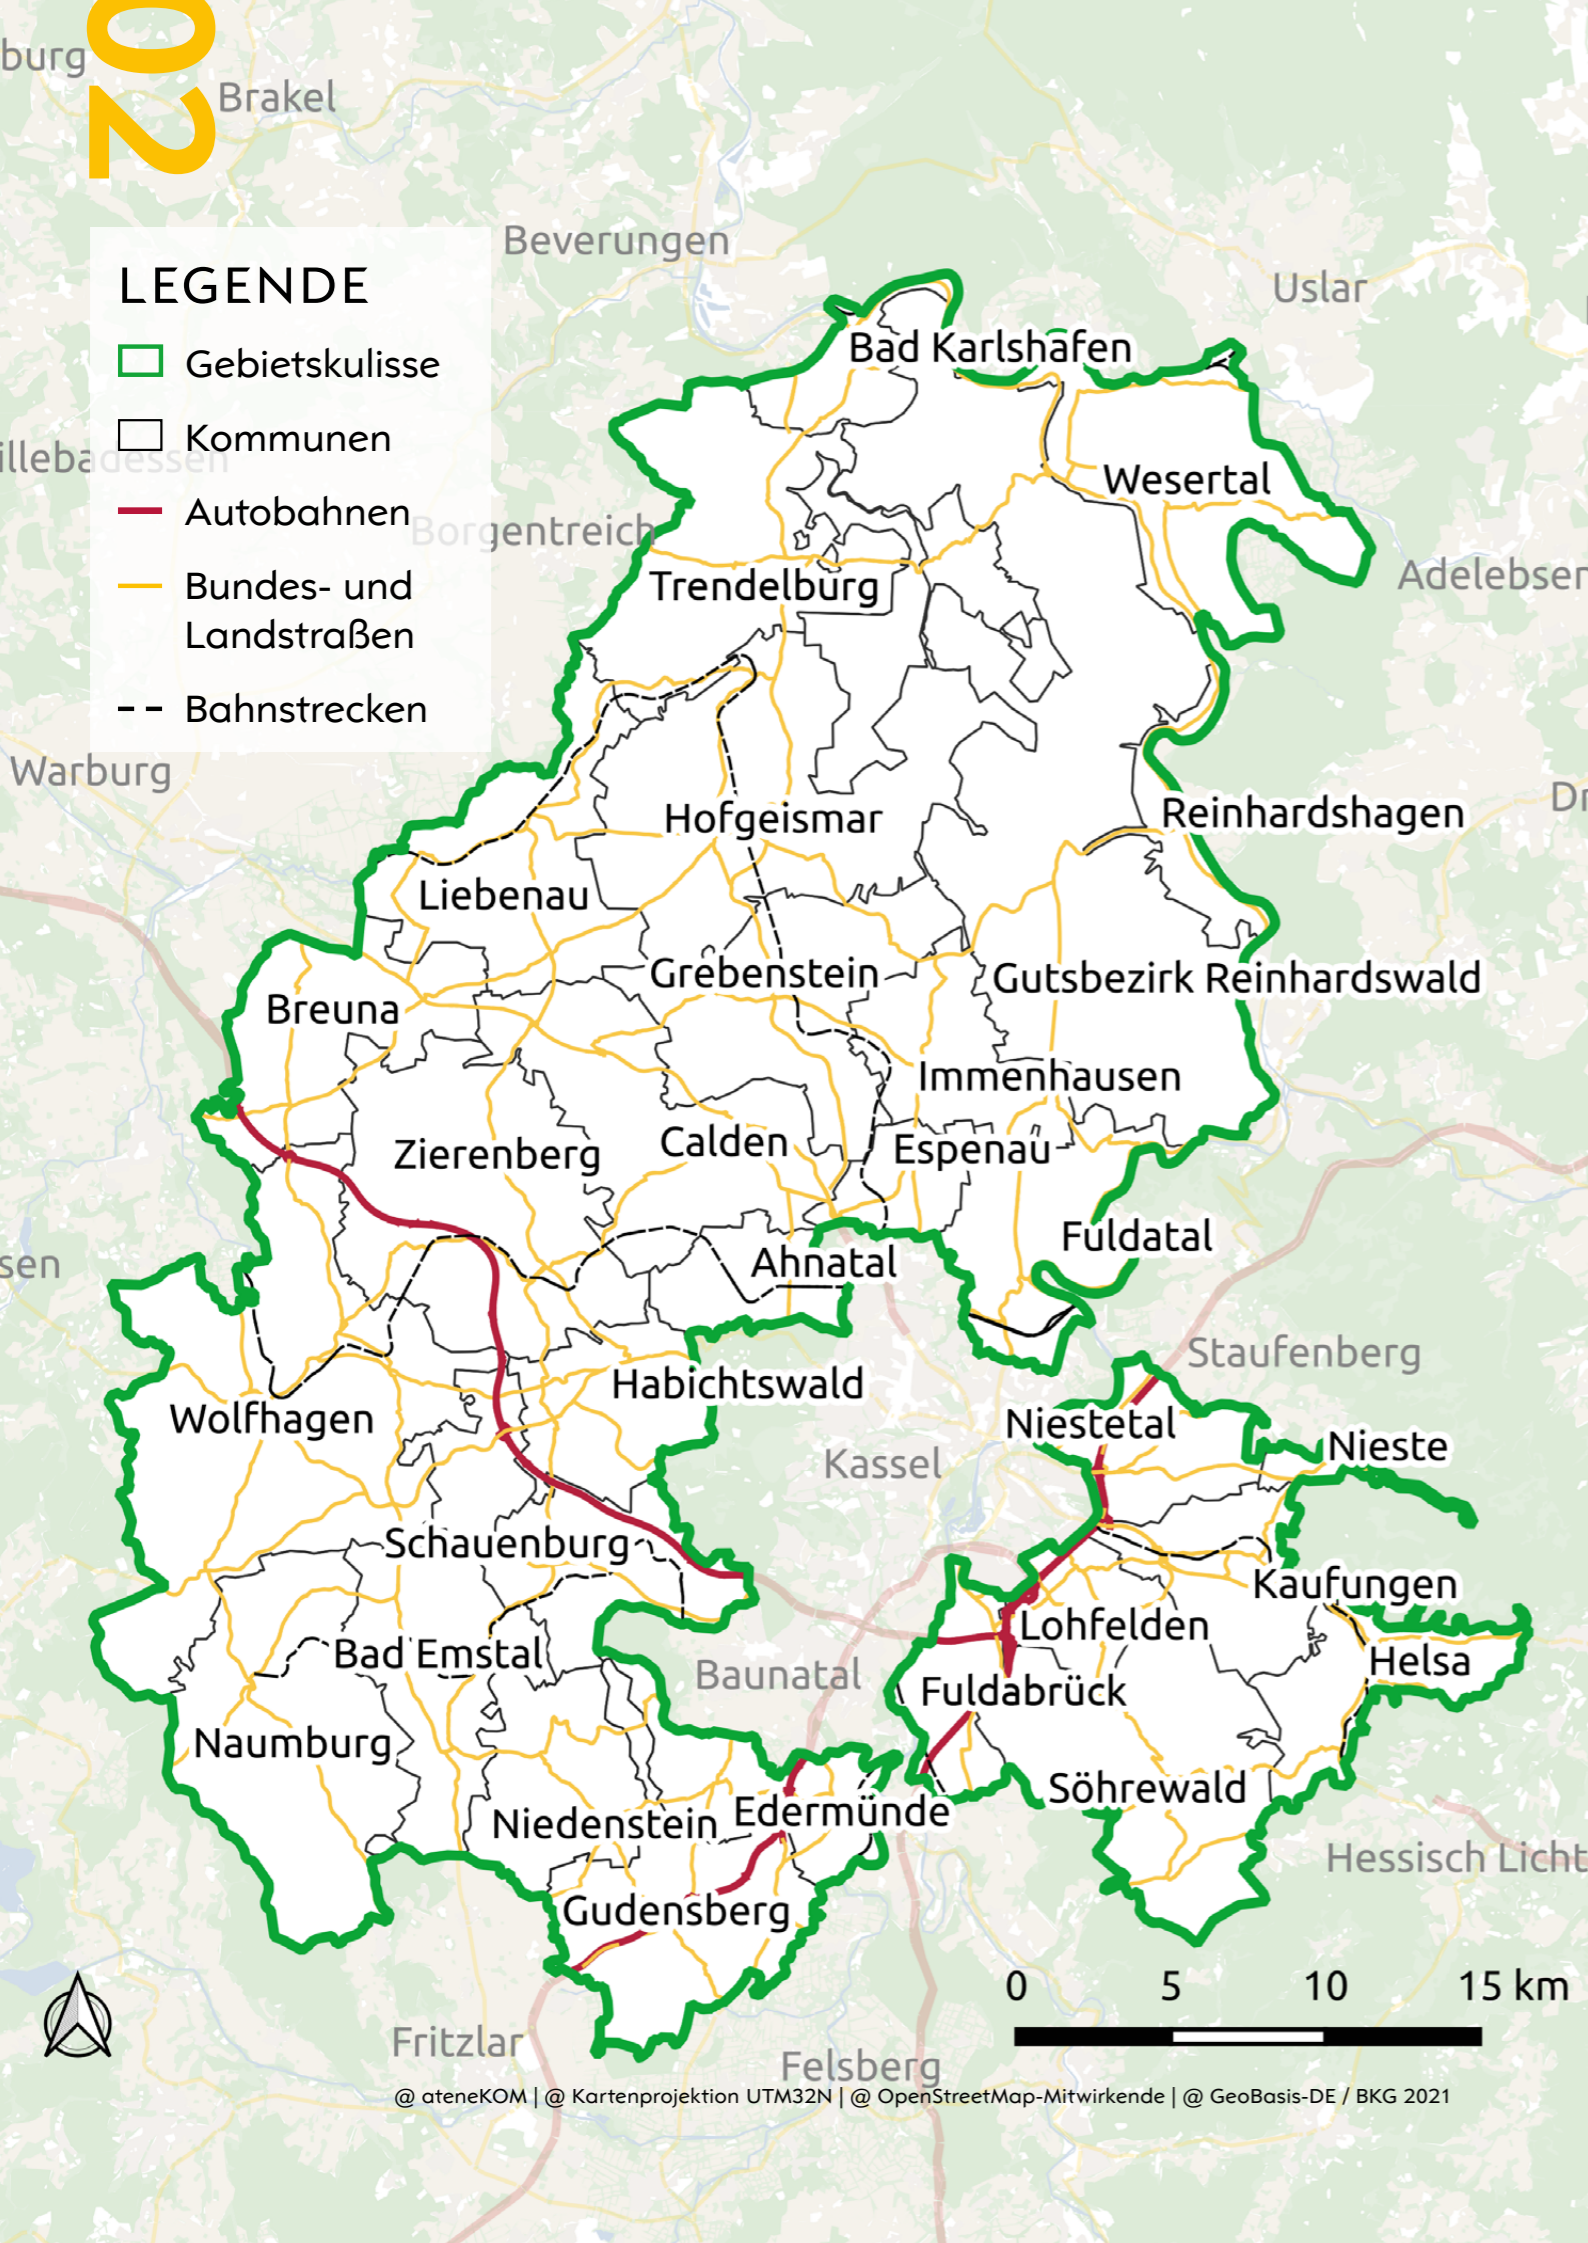 02
burg
Brakel
Beverungen
Uslar
LEGENDE
Gebietskulisse
Kommunen
Autobahnen
Bundes- und
Landstraßen
Bahnstrecken
Bad Karlshafen
illebadessen
Wesertal
Borgentreich
Adelebsen
Trendelburg
Warburg
Dr
Hofgeismar
Reinhardshagen
Liebenau
Grebenstein
Gutsbezirk Reinhardswald
Breuna
Immenhausen
Zierenberg
Calden
Espenau
Fuldatal
sen
Ahnatal
Staufenberg
Habichtswald
Wolfhagen
Niestetal
Nieste
Kassel
Schauenburg
Kaufungen
Lohfelden
Bad Emstal
Helsa
Baunatal
Fuldabrück
Naumburg
Söhrewald
Niedenstein
Edermünde
Hessisch Licht
Gudensberg
0 5 10 15 km
Fritzlar
Felsberg
@ ateneKOM | @ Kartenprojektion UTM32N | @ OpenStreetMap-Mitwirkende | @ GeoBasis-DE / BKG 2021